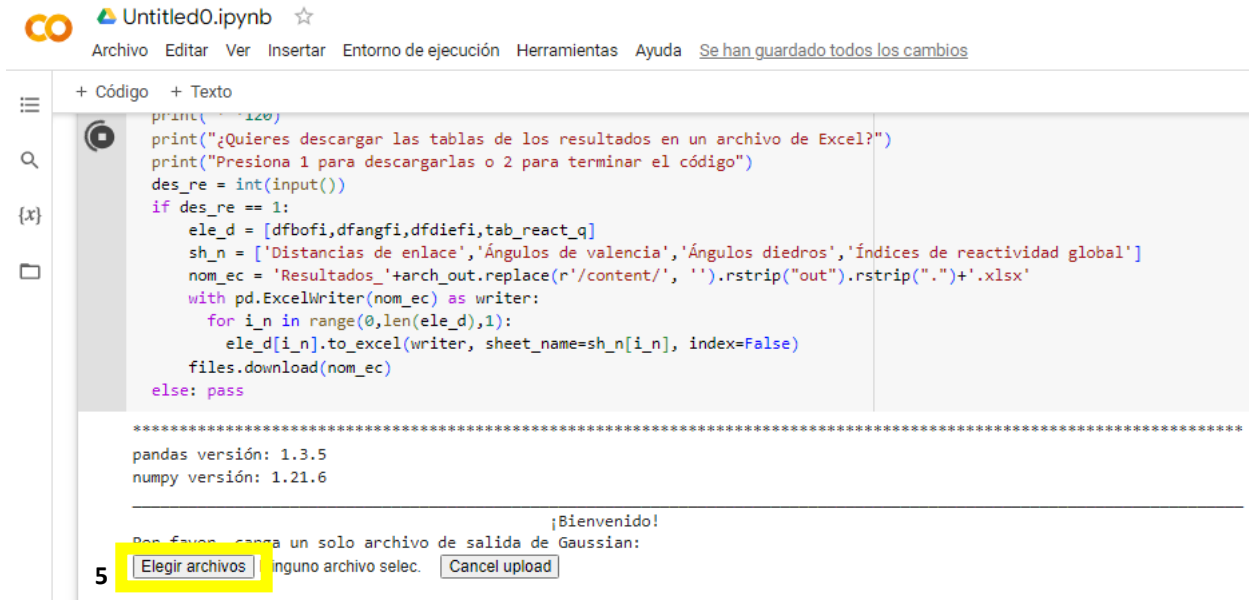 Untitled0.ipynb
Archivo Editar Ver Insertar Entorno de ejecución Herramientas Ayuda Se han guardado todos los cambios
+ Código + Texto
print("¿Quieres descargar las tablas de los resultados en un archivo de Excel?")
print("Presiona 1 para descargarlas o 2 para terminar el código")
des_re = int(input())
if des_re == 1:
ele_d = [dfbofi,dfangfi,dfdiefi,tab_react_q]
sh_n = ['Distancias de enlace','Ángulos de valencia','Ángulos diedros','Índices de reactividad global']
nom_ec = 'Resultados_'+arch_out.replace(r'/content/', '').rstrip("out").rstrip(".")+'.xlsx'
with pd.ExcelWriter(nom_ec) as writer:
for i_n in range(0,len(ele_d),1):
ele_d[i_n].to_excel(writer, sheet_name=sh_n[i_n], index=False)
files.download(nom_ec)
else: pass
************************************************************************************************************************
pandas versión: 1.3.5
numpy versión: 1.21.6
¡Bienvenido!
carga un solo archivo de salida de Gaussian:
5 Elegir archivos inguno archivo selec. Cancel upload
{x}